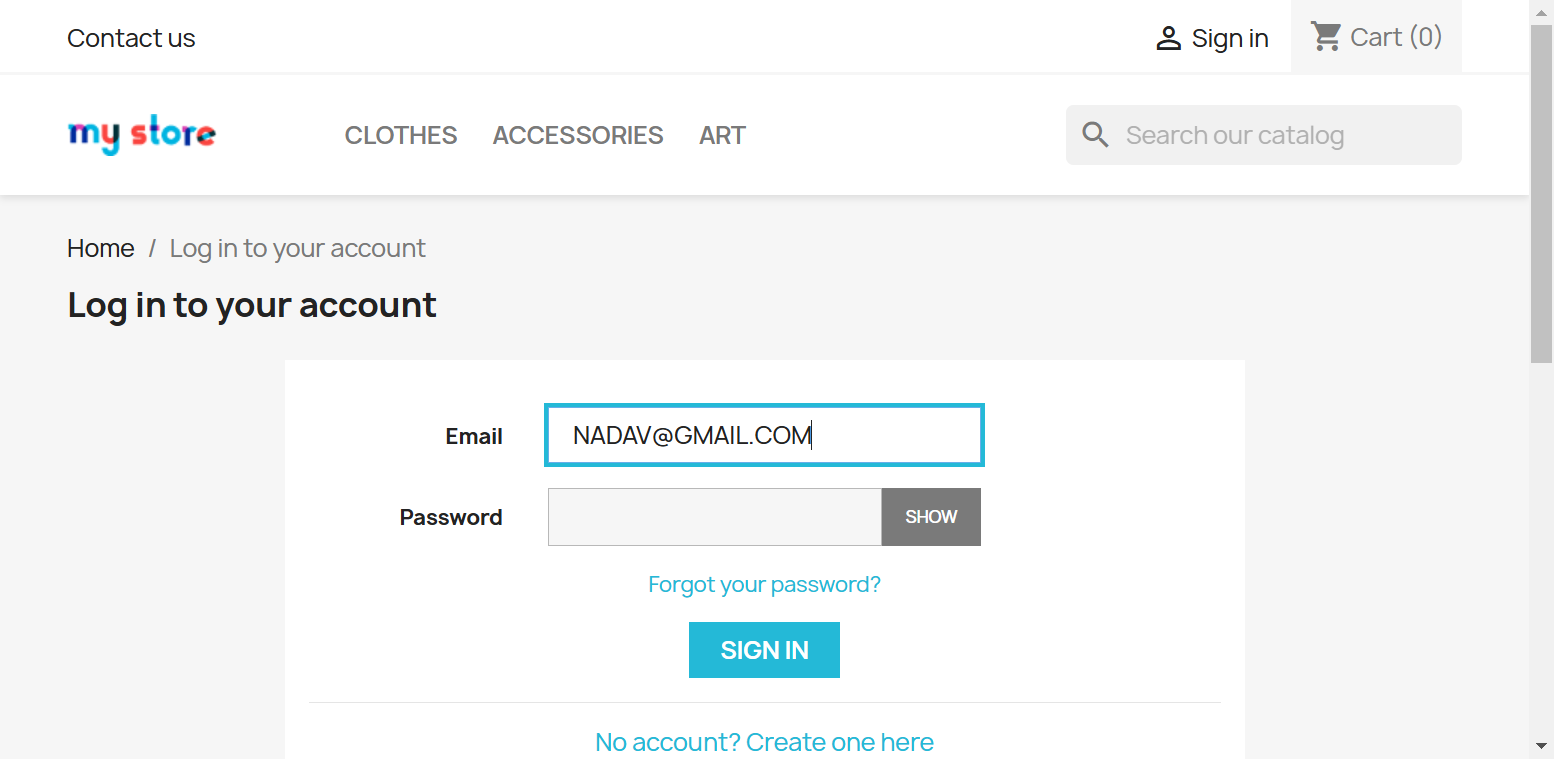 Contact us
Sign in
Cart (0)
my store
CLOTHES
ACCESSORIES
ART
Search our catalog
Home / Log in to your account
Log in to your account
Email
NADAV@GMAIL.COM
Password
SHOW
Forgot your password?
SIGN IN
No account? Create one here